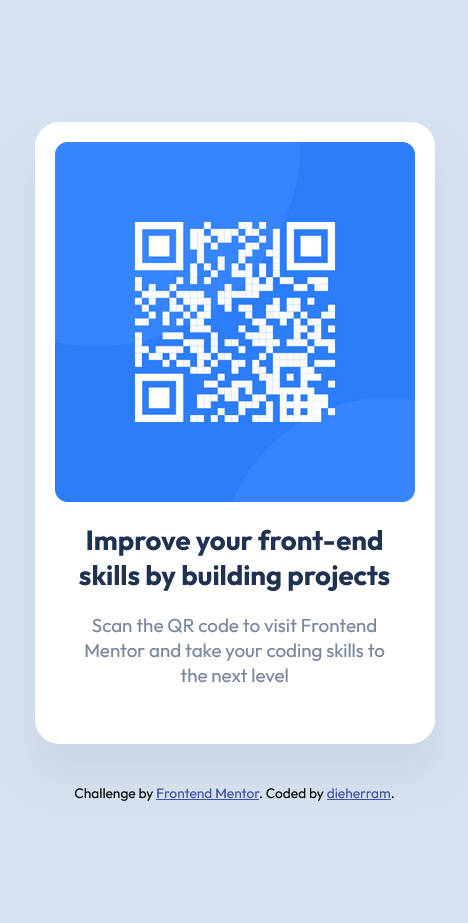 Improve your front-end
skills by building projects
Scan the QR code to visit Frontend
Mentor and take your coding skills to
the next level
Challenge by Frontend Mentor. Coded by dieherram.